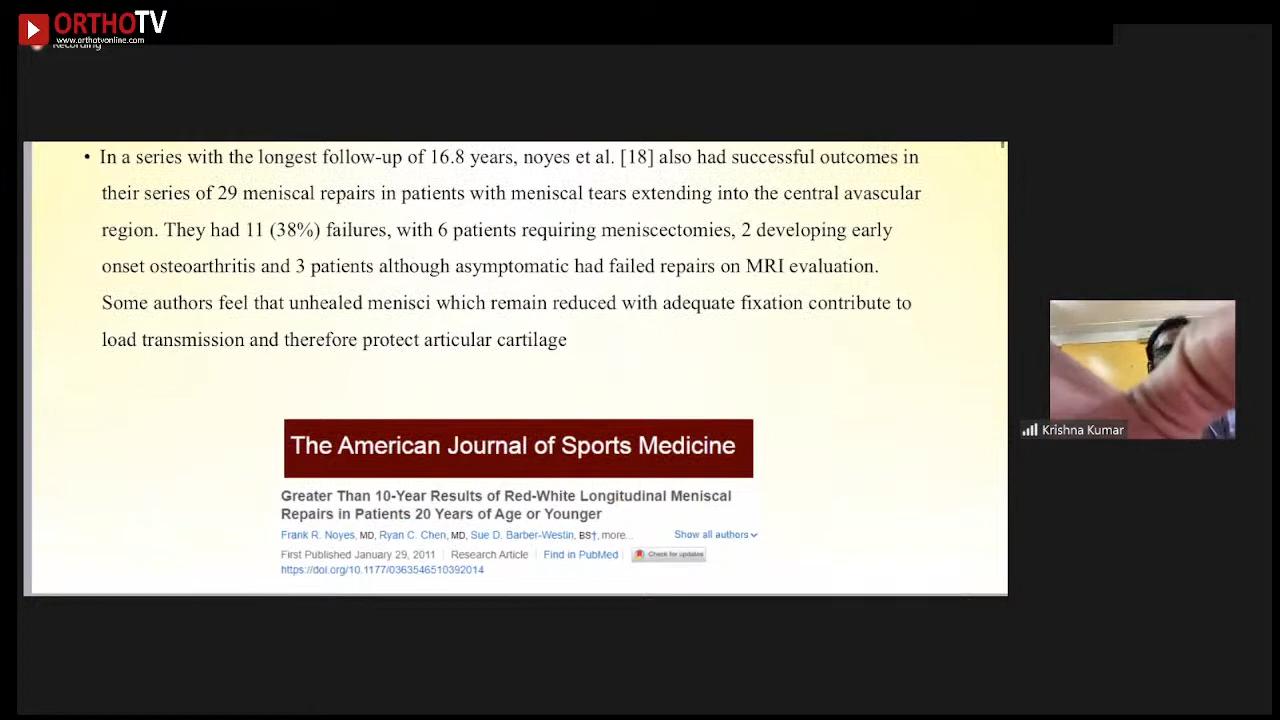 ORTHOTV
www.orthotvonline.com
Recording
• In a series with the longest follow-up of 16.8 years, noyes et al. [18] also had successful outcomes in
their series of 29 meniscal repairs in patients with meniscal tears extending into the central avascular
region. They had 11 (38%) failures, with 6 patients requiring meniscectomies, 2 developing early
onset osteoarthritis and 3 patients although asymptomatic had failed repairs on MRI evaluation.
Some authors feel that unhealed menisci which remain reduced with adequate fixation contribute to
load transmission and therefore protect articular cartilage
The American Journal of Sports Medicine
Greater Than 10-Year Results of Red-White Longitudinal Meniscal
Repairs in Patients 20 Years of Age or Younger
Frank R. Noyes, MD, Ryan C. Chen, MD, Sue D. Barber-Westin, BS†, more... Show all authors
First Published January 29, 2011 | Research Article | Find in PubMed | Check for updates
https://doi.org/10.1177/0363546510392014
Krishna Kumar